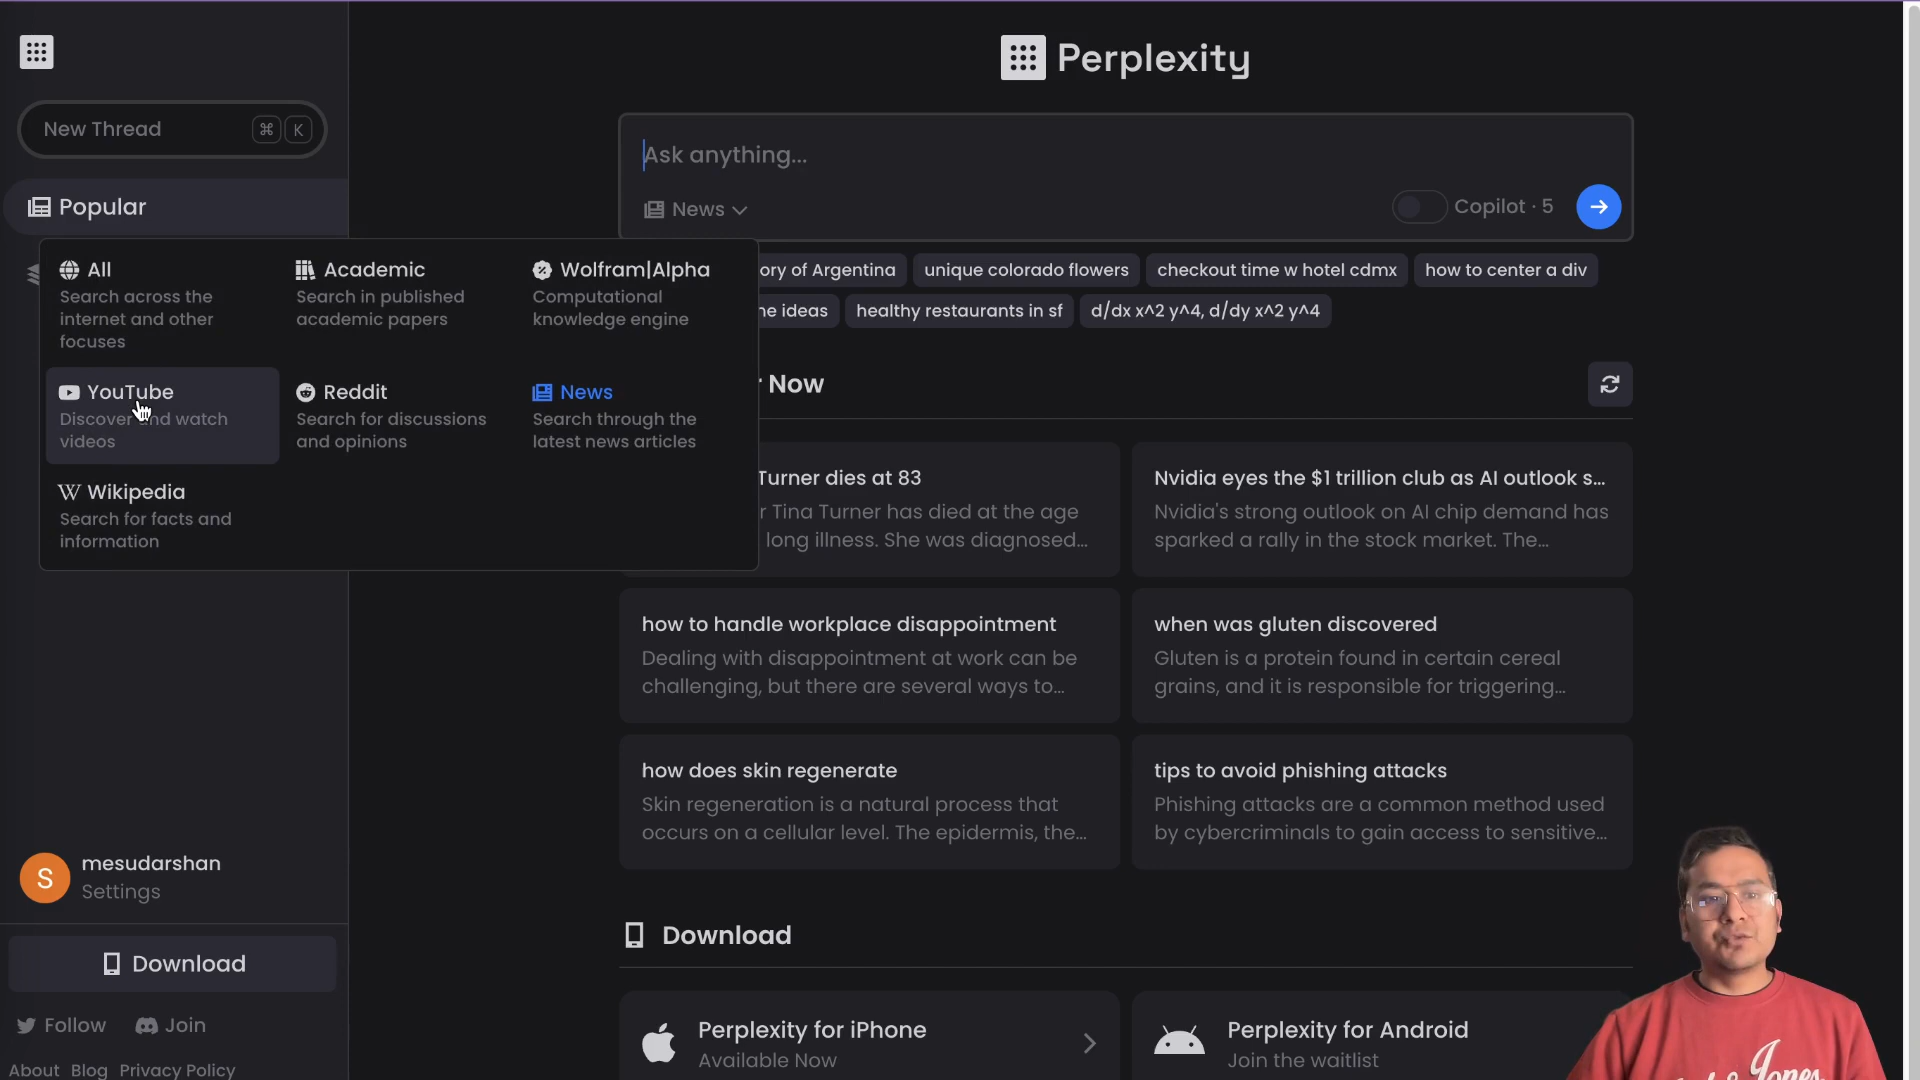 Perplexity
New Thread
⌘ K
Ask anything...
Popular
News
Copilot · 5
All
Search across the
internet and other
focuses
Academic
Search in published
academic papers
Wolfram|Alpha
Computational
knowledge engine
YouTube
Discover and watch
videos
Reddit
Search for discussions
and opinions
News
Search through the
latest news articles
Wikipedia
Search for facts and
information
ory of Argentina
unique colorado flowers
checkout time w hotel cdmx
how to center a div
ne ideas
healthy restaurants in sf
d/dx x^2 y^4, d/dy x^2 y^4
r Now
Turner dies at 83
r Tina Turner has died at the age
long illness. She was diagnosed...
Nvidia eyes the $1 trillion club as AI outlook s...
Nvidia's strong outlook on AI chip demand has
sparked a rally in the stock market. The...
how to handle workplace disappointment
Dealing with disappointment at work can be
challenging, but there are several ways to...
when was gluten discovered
Gluten is a protein found in certain cereal
grains, and it is responsible for triggering...
how does skin regenerate
Skin regeneration is a natural process that
occurs on a cellular level. The epidermis, the...
tips to avoid phishing attacks
Phishing attacks are a common method used
by cybercriminals to gain access to sensitive...
S
mesudarshan
Settings
Download
Follow
Join
About Blog Privacy Policy
Download
Perplexity for iPhone
Available Now
Perplexity for Android
Join the waitlist